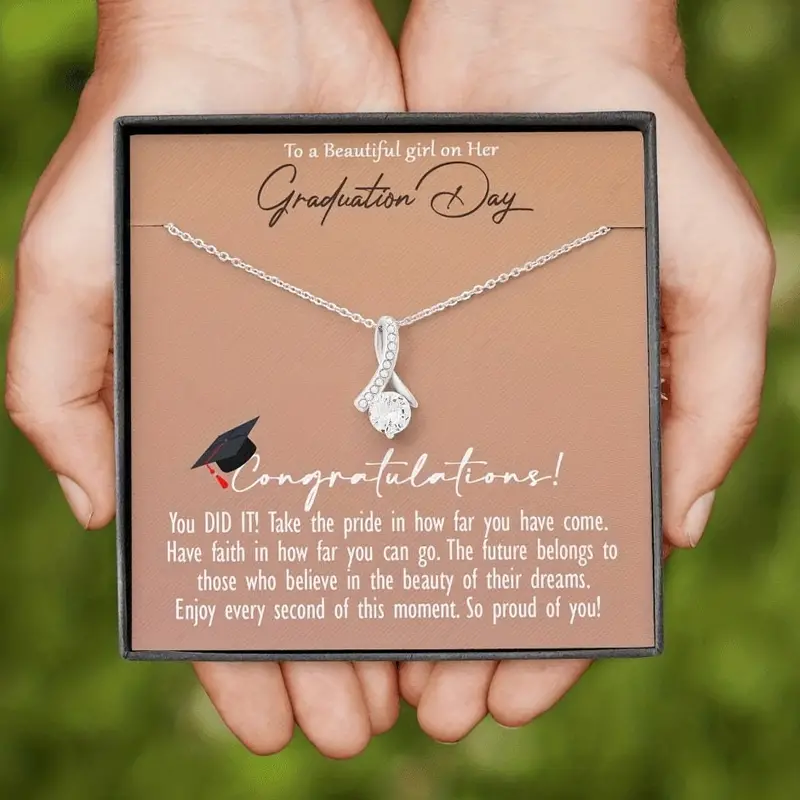 To a Beautiful girl on Her
Graduation Day
Congratulations!
You DID IT! Take the pride in how far you have come.
Have faith in how far you can go. The future belongs to
those who believe in the beauty of their dreams.
Enjoy every second of this moment. So proud of you!